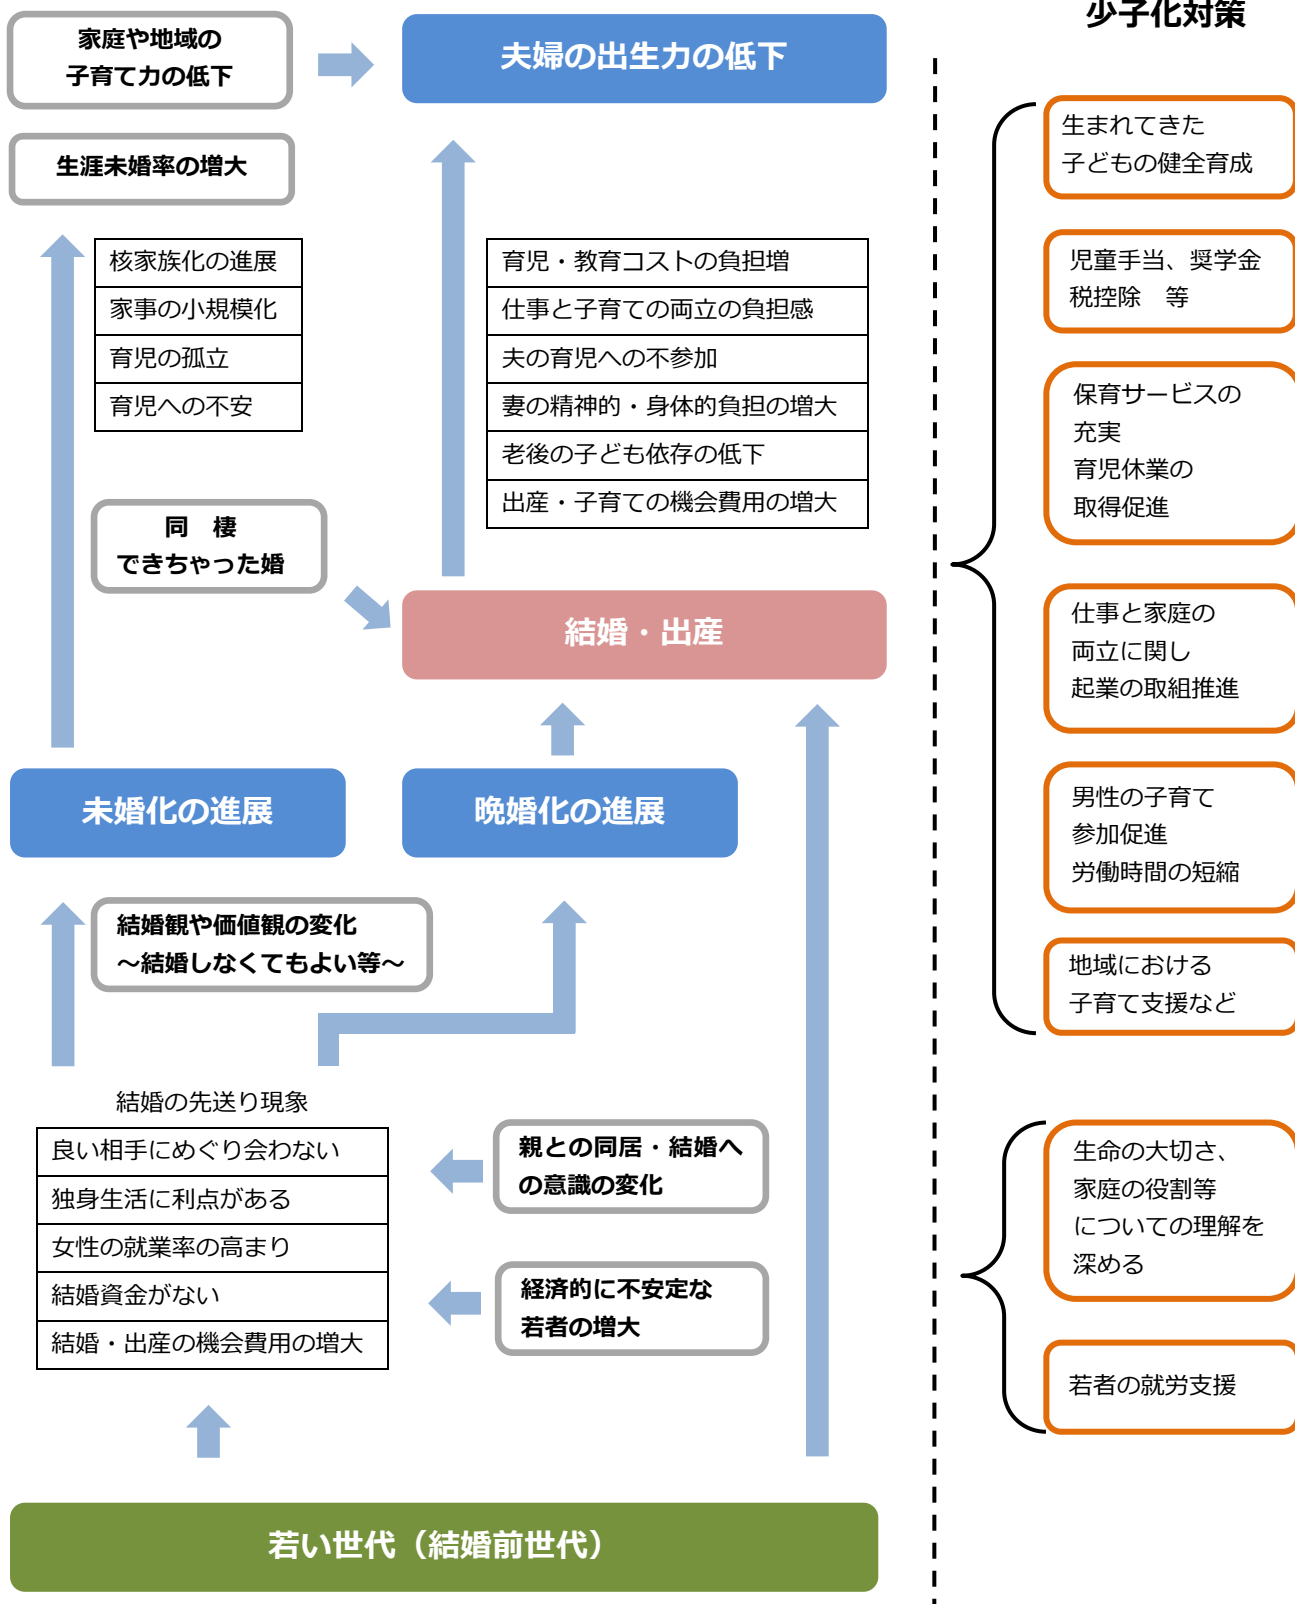 少子化対策
家庭や地域の
子育て力の低下
夫婦の出生力の低下
生涯未婚率の増大
核家族化の進展
家事の小規模化
育児の孤立
育児への不安
育児・教育コストの負担増
仕事と子育ての両立の負担感
夫の育児への不参加
妻の精神的・身体的負担の増大
老後の子ども依存の低下
出産・子育ての機会費用の増大
同　棲
できちゃった婚
結婚・出産
未婚化の進展
晩婚化の進展
結婚観や価値観の変化
～結婚しなくてもよい等～
結婚の先送り現象
良い相手にめぐり会わない
独身生活に利点がある
女性の就業率の高まり
結婚資金がない
結婚・出産の機会費用の増大
親との同居・結婚へ
の意識の変化
経済的に不安定な
若者の増大
若い世代（結婚前世代）
生まれてきた
子どもの健全育成
児童手当、奨学金
税控除　等
保育サービスの
充実
育児休業の
取得促進
仕事と家庭の
両立に関し
起業の取組推進
男性の子育て
参加促進
労働時間の短縮
地域における
子育て支援など
生命の大切さ、
家庭の役割等
についての理解を
深める
若者の就労支援